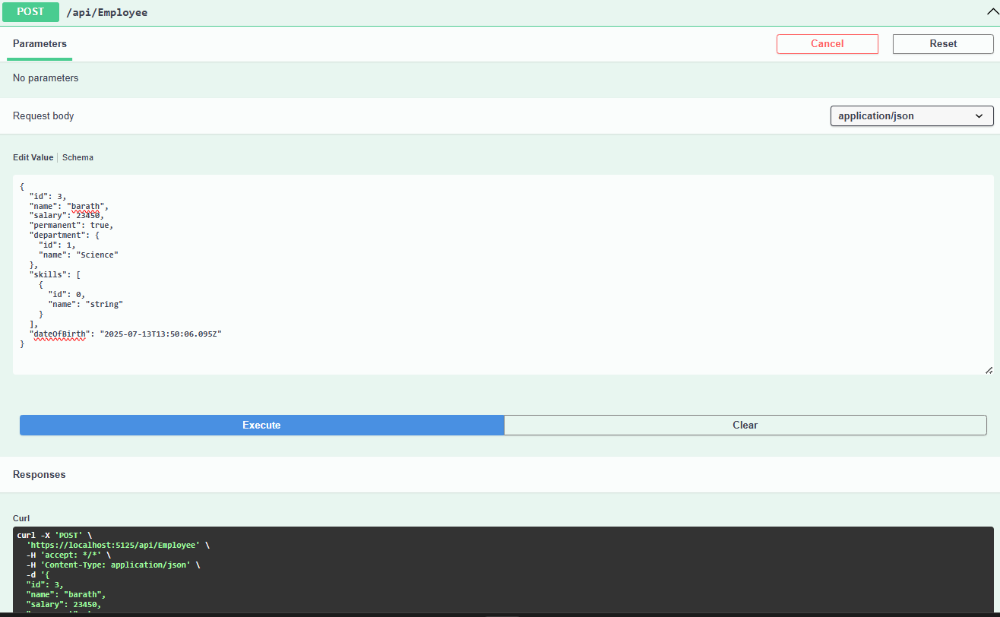 POST /api/Employee
Parameters
Cancel
Reset
No parameters
Request body
application/json
Edit Value | Schema
{
  "id": 3,
  "name": "barath",
  "salary": 23450,
  "permanent": true,
  "department": {
    "id": 1,
    "name": "Science"
  },
  "skills": [
    {
      "id": 0,
      "name": "string"
    }
  ],
  "dateOfBirth": "2025-07-13T13:50:06.095Z"
}
Execute
Clear
Responses
Curl
curl -X 'POST' \
  'https://localhost:5125/api/Employee' \
  -H 'accept: */*' \
  -H 'Content-Type: application/json' \
  -d '{
  "id": 3,
  "name": "barath",
  "salary": 23450,